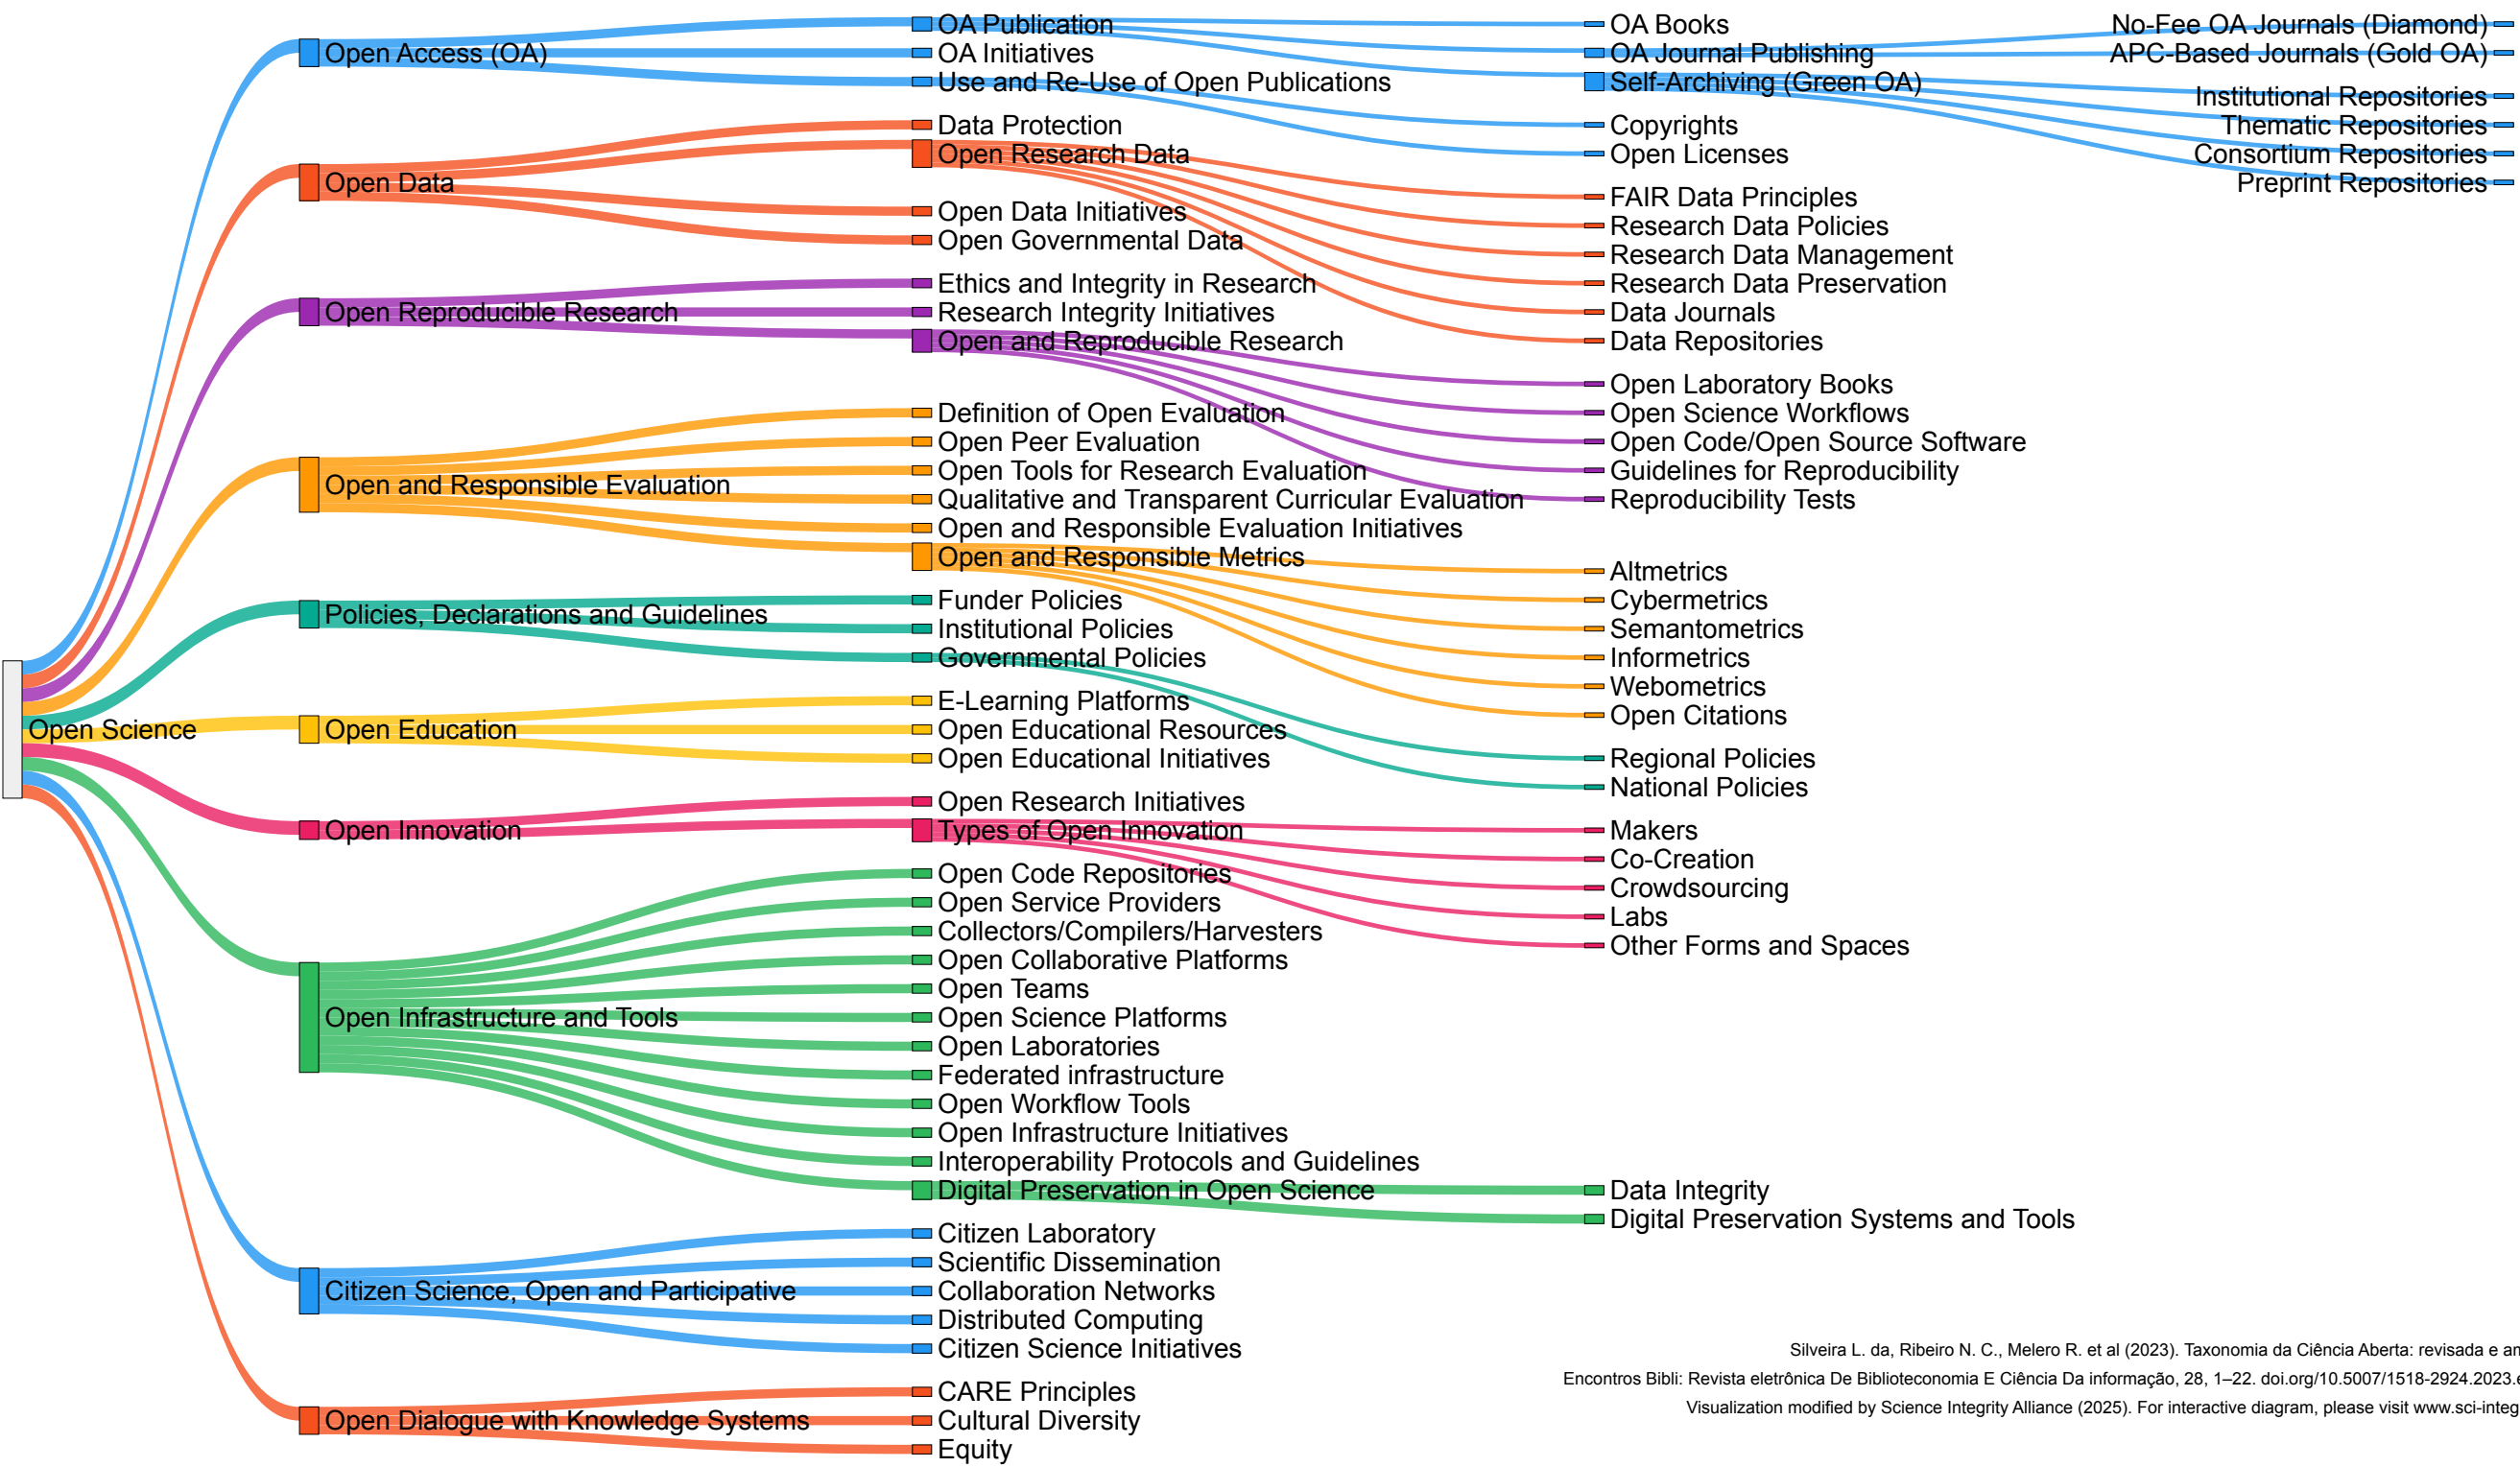 Open Science
Open Access (OA)
Open Data
Open Reproducible Research
Open and Responsible Evaluation
Policies, Declarations and Guidelines
Open Education
Open Innovation
Open Infrastructure and Tools
Citizen Science, Open and Participative
Open Dialogue with Knowledge Systems
OA Publication
OA Initiatives
Use and Re-Use of Open Publications
Data Protection
Open Research Data
Open Data Initiatives
Open Governmental Data
Ethics and Integrity in Research
Research Integrity Initiatives
Open and Reproducible Research
Definition of Open Evaluation
Open Peer Evaluation
Open Tools for Research Evaluation
Qualitative and Transparent Curricular Evaluation
Open and Responsible Evaluation Initiatives
Open and Responsible Metrics
Funder Policies
Institutional Policies
Governmental Policies
E-Learning Platforms
Open Educational Resources
Open Educational Initiatives
Open Research Initiatives
Types of Open Innovation
Open Code Repositories
Open Service Providers
Collectors/Compilers/Harvesters
Open Collaborative Platforms
Open Teams
Open Science Platforms
Open Laboratories
Federated infrastructure
Open Workflow Tools
Open Infrastructure Initiatives
Interoperability Protocols and Guidelines
Digital Preservation in Open Science
Citizen Laboratory
Scientific Dissemination
Collaboration Networks
Distributed Computing
Citizen Science Initiatives
CARE Principles
Cultural Diversity
Equity
OA Books
OA Journal Publishing
Self-Archiving (Green OA)
Copyrights
Open Licenses
FAIR Data Principles
Research Data Policies
Research Data Management
Research Data Preservation
Data Journals
Data Repositories
Open Laboratory Books
Open Science Workflows
Open Code/Open Source Software
Guidelines for Reproducibility
Reproducibility Tests
Altmetrics
Cybermetrics
Semantometrics
Informetrics
Webometrics
Open Citations
Regional Policies
National Policies
Makers
Co-Creation
Crowdsourcing
Labs
Other Forms and Spaces
Data Integrity
Digital Preservation Systems and Tools
No-Fee OA Journals (Diamond)
APC-Based Journals (Gold OA)
Institutional Repositories
Thematic Repositories
Consortium Repositories
Preprint Repositories
Silveira L. da, Ribeiro N. C., Melero R. et al (2023). Taxonomia da Ciência Aberta: revisada e am
Encontros Bibli: Revista eletrônica De Biblioteconomia E Ciência Da informação, 28, 1–22. doi.org/10.5007/1518-2924.2023.e
Visualization modified by Science Integrity Alliance (2025). For interactive diagram, please visit www.sci-integ